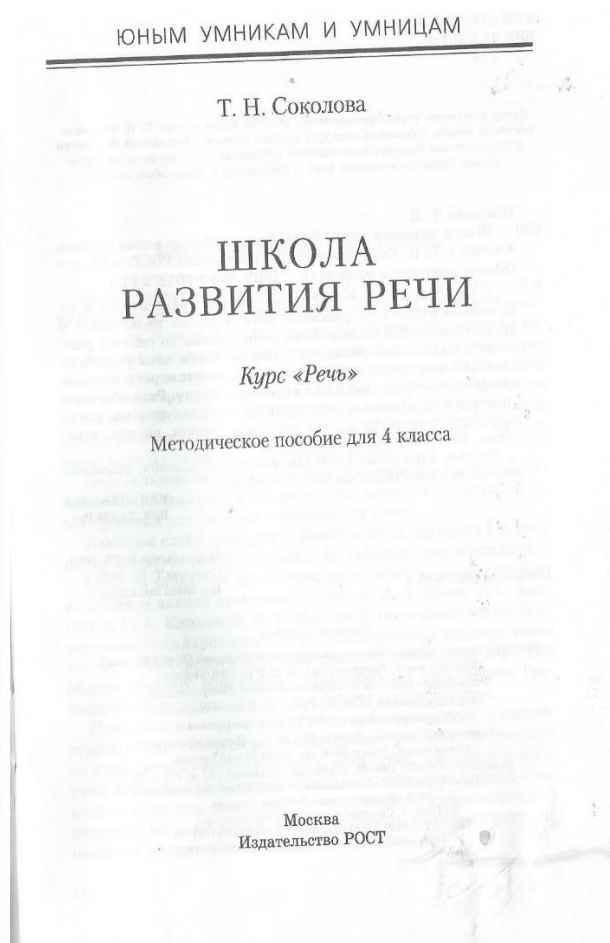 ЮНЫМ УМНИКАМ И УМНИЦАМ
Т. Н. Соколова
ШКОЛА
РАЗВИТИЯ РЕЧИ
Курс «Речь»
Методическое пособие для 4 класса
Москва
Издательство РОСТ